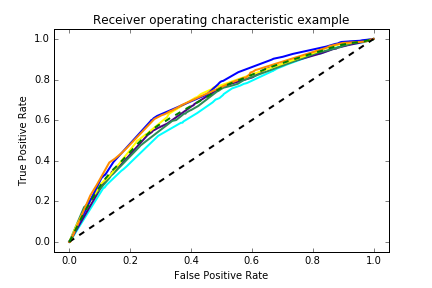 Receiver operating characteristic example
True Positive Rate
1.0
0.8
0.6
0.4
0.2
0.0
0.0 0.2 0.4 0.6 0.8 1.0
False Positive Rate